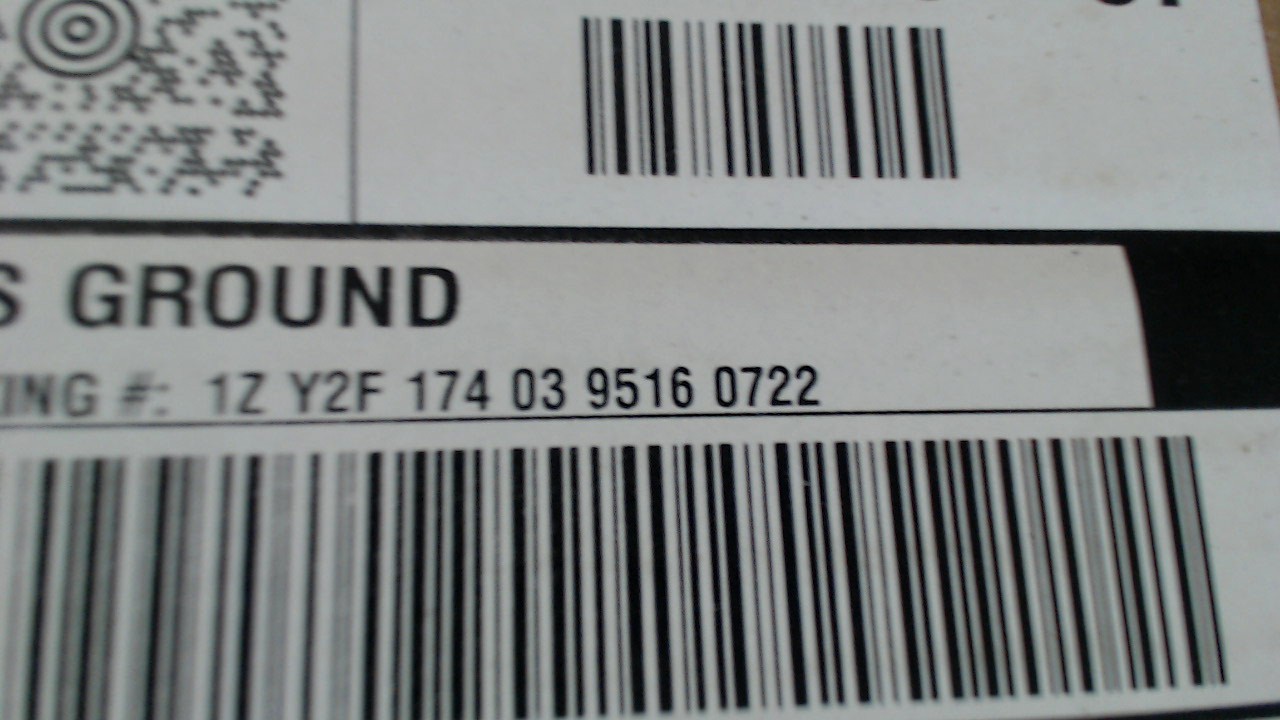 S GROUND
ING #: 1Z Y2F 174 03 9516 0722